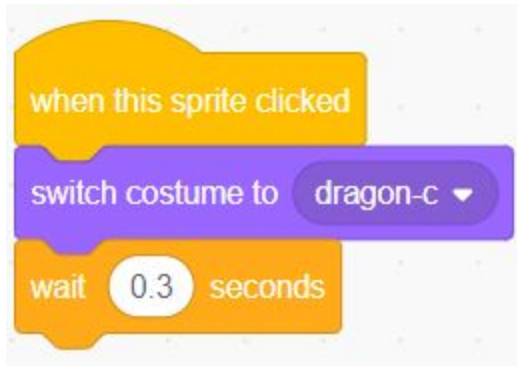 when this sprite clicked
switch costume to dragon-c
wait 0.3 seconds